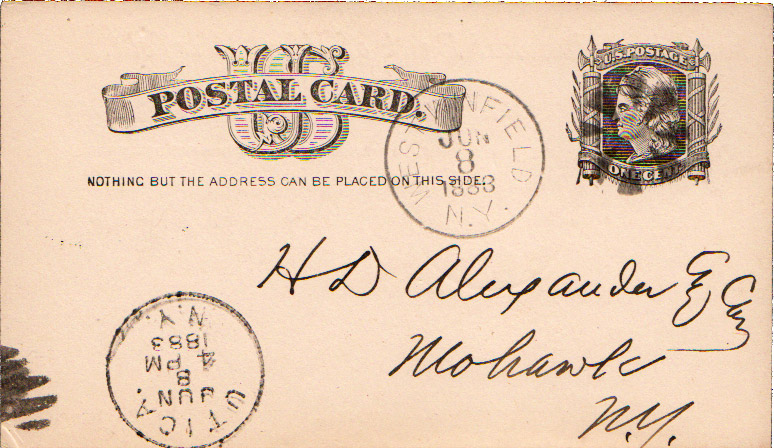 U S
POSTAL CARD.
NOTHING BUT THE ADDRESS CAN BE PLACED ON THIS SIDE.
WEST WINFIELD.
JUN
8
1883
N.Y.
U.S. POSTAGE
ONE CENT
H D Alexander Esq
Mohawk
N.Y.
UTICA.
JUN
8
4 PM
1883
N.Y.